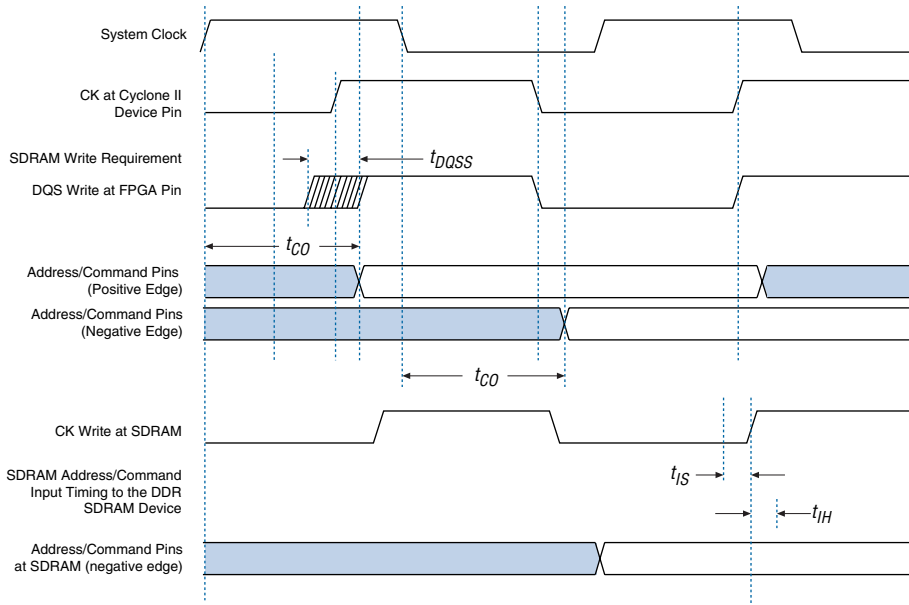 System Clock
CK at Cyclone II
Device Pin
SDRAM Write Requirement
tDQSS
DQS Write at FPGA Pin
tCO
Address/Command Pins
(Positive Edge)
Address/Command Pins
(Negative Edge)
tCO
CK Write at SDRAM
SDRAM Address/Command
Input Timing to the DDR
SDRAM Device
tIS
tIH
Address/Command Pins
at SDRAM (negative edge)